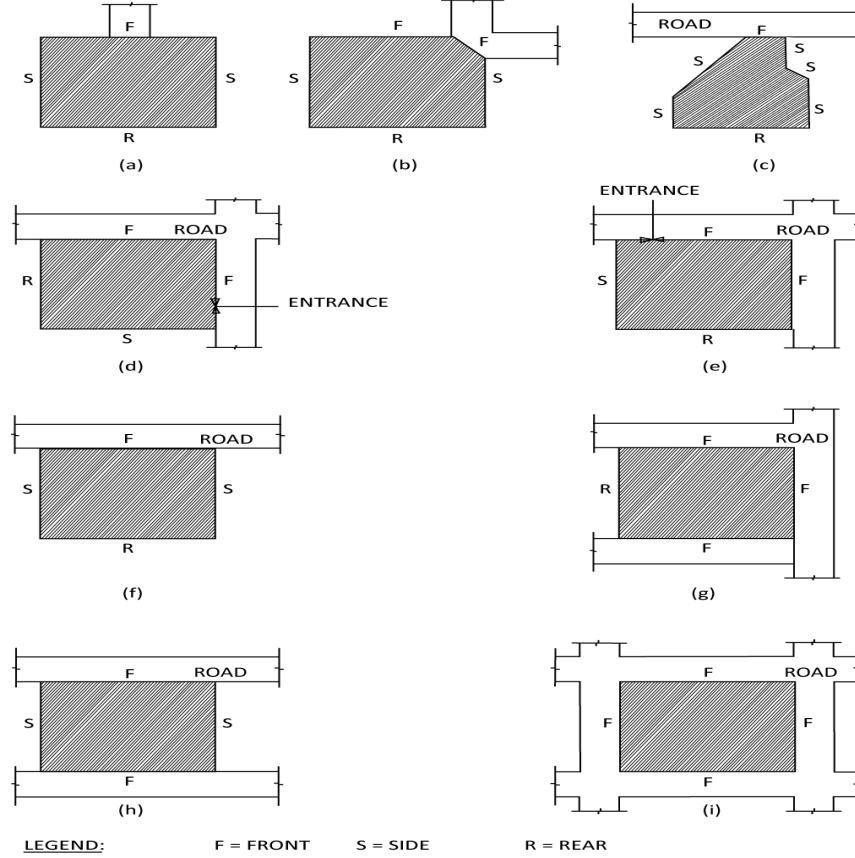 F
S S
R
(a)
F
F
S S
R
(b)
ROAD F
S
S
S
S S
R
(c)
F ROAD
R F
ENTRANCE
S
(d)
ENTRANCE
F ROAD
S F
R
(e)
F ROAD
S S
R
(f)
F ROAD
R F
F
(g)
F ROAD
S S
F
(h)
F ROAD
F F
F
(i)
LEGEND: F = FRONT S = SIDE R = REAR